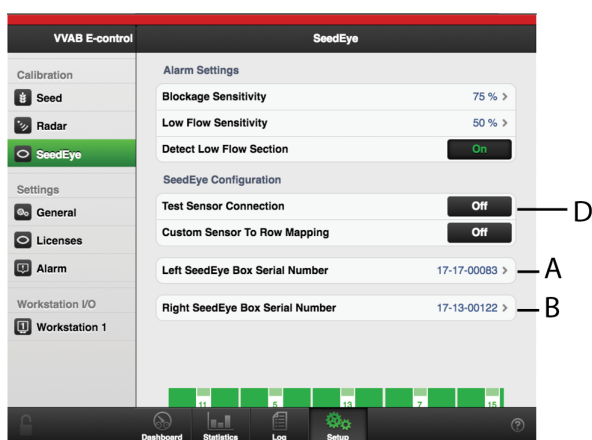 VVAB E-control
SeedEye
Calibration
Seed
Radar
SeedEye
Settings
General
Licenses
Alarm
Workstation I/O
Workstation 1
Alarm Settings
Blockage Sensitivity 75 % >
Low Flow Sensitivity 50 % >
Detect Low Flow Section On
SeedEye Configuration
Test Sensor Connection Off
D
Custom Sensor To Row Mapping Off
Left SeedEye Box Serial Number 17-17-00083 >
A
Right SeedEye Box Serial Number 17-13-00122 >
B
11 5 13 7 15
Dashboard Statistics Log Setup ?